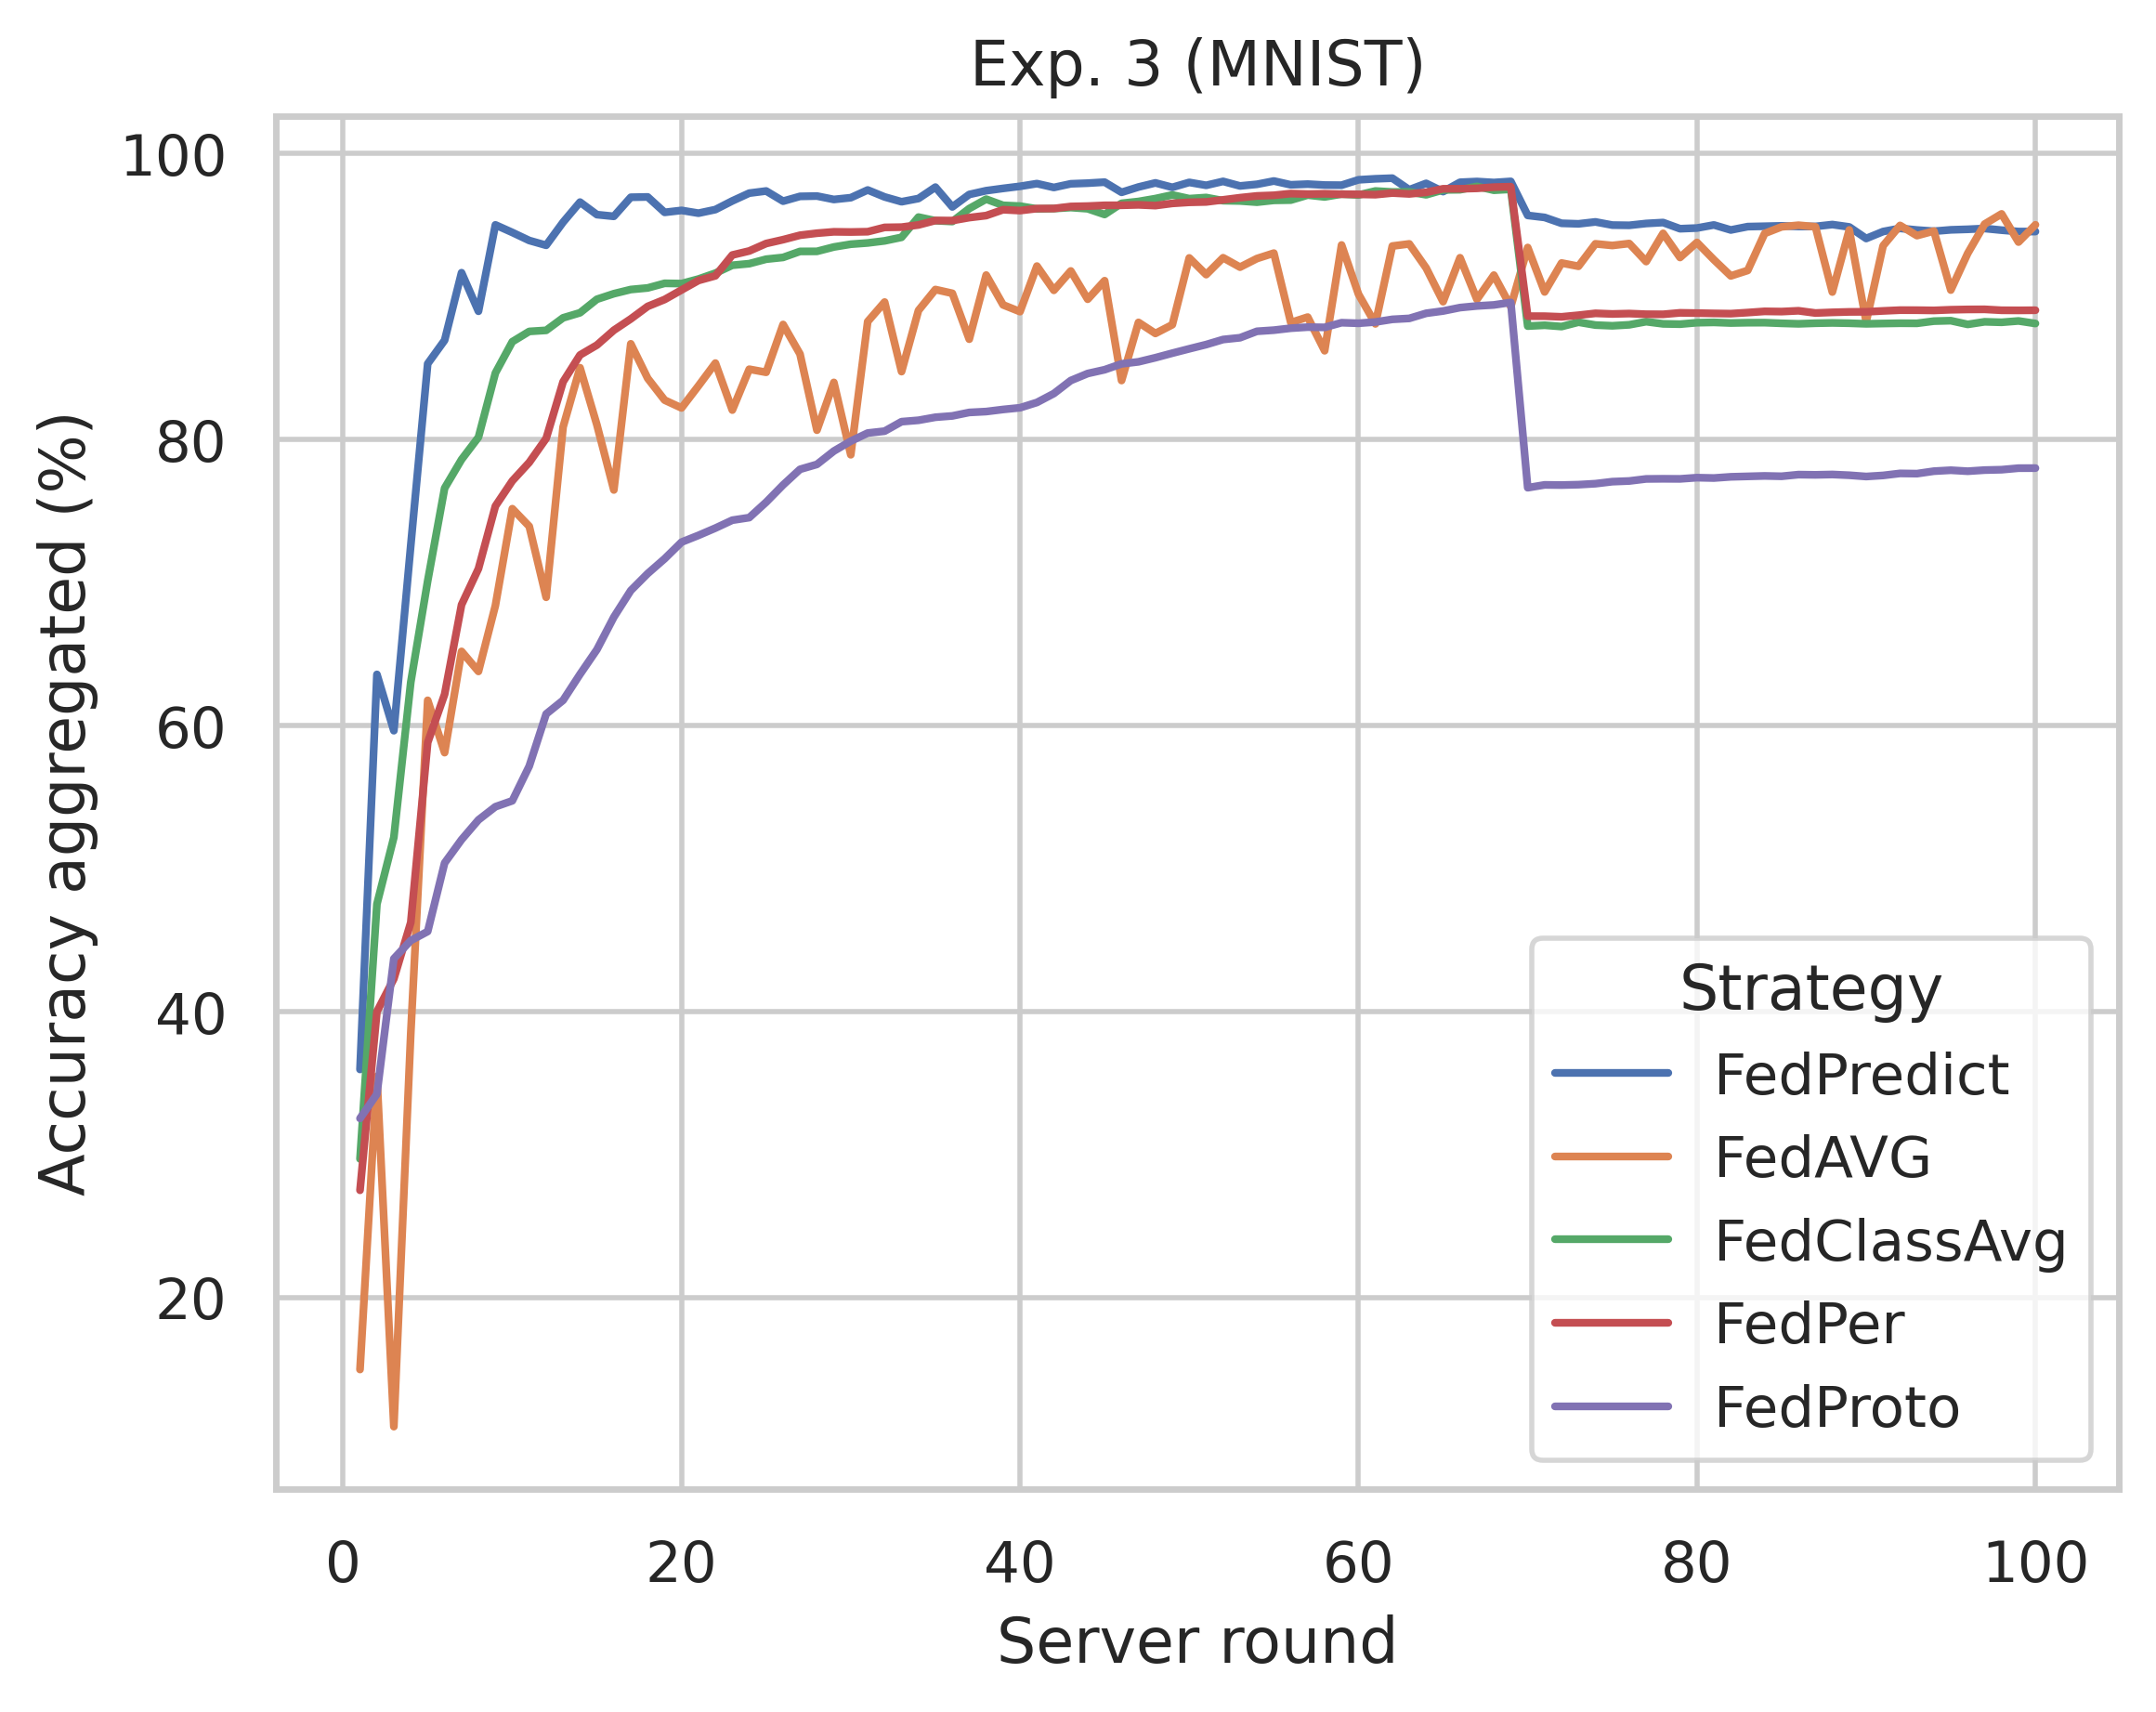 Exp. 3 (MNIST)
100
80
60
40
20
Accuracy aggregated (%)
0 20 40 60 80 100
Server round
Strategy
FedPredict
FedAVG
FedClassAvg
FedPer
FedProto